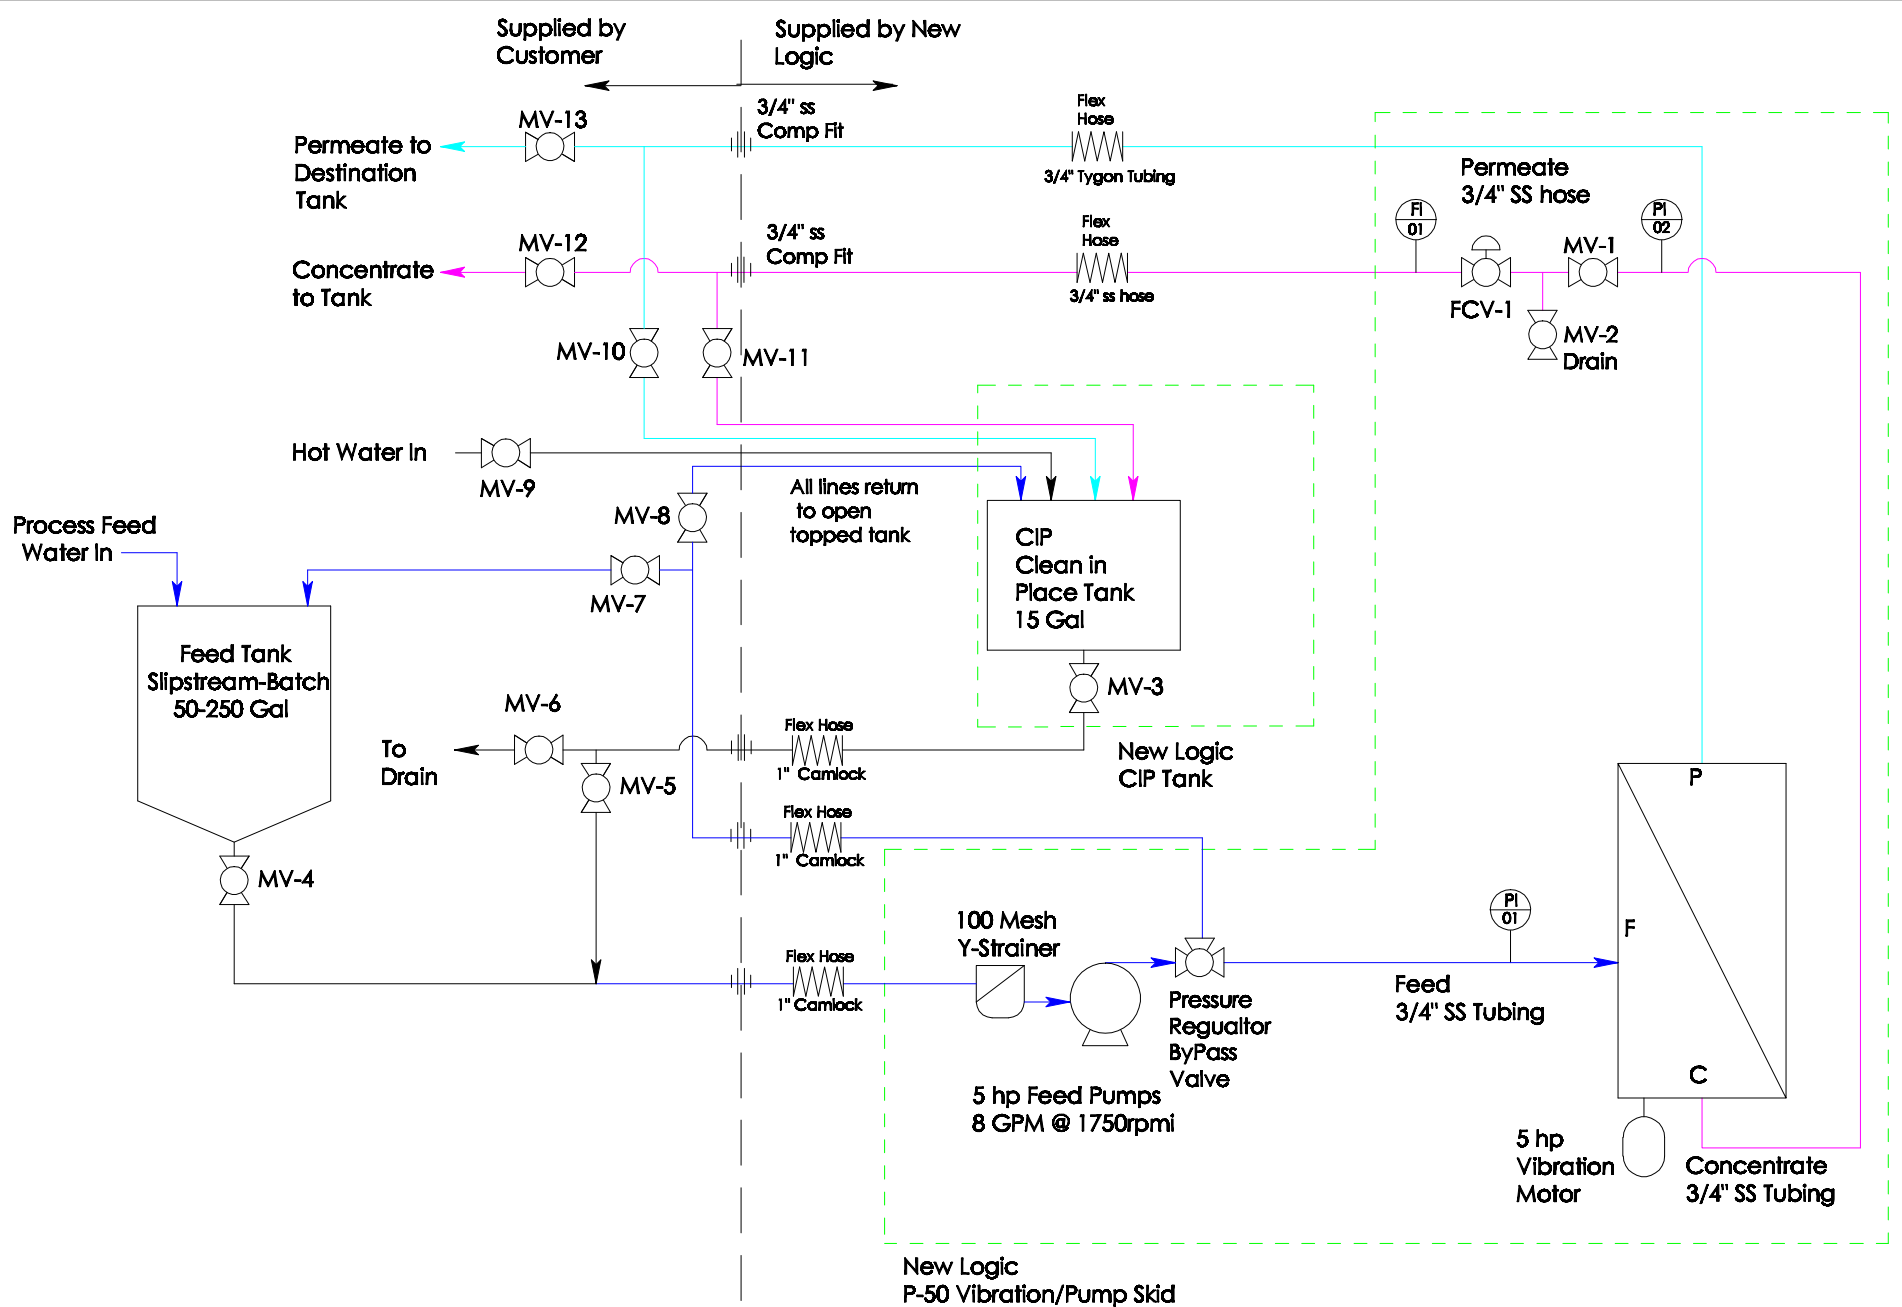 Supplied by
Customer
Supplied by New
Logic
MV-13
3/4" ss
Comp Fit
Flex
Hose
3/4" Tygon Tubing
Permeate to
Destination
Tank
Permeate
3/4" SS hose
FI
01
PI
02
MV-12
3/4" ss
Comp Fit
Flex
Hose
3/4" ss hose
Concentrate
to Tank
MV-1
FCV-1
MV-2
Drain
MV-10
MV-11
Hot Water In
MV-9
All lines return
to open
topped tank
MV-8
Process Feed
Water In
MV-7
CIP
Clean in
Place Tank
15 Gal
Feed Tank
Slipstream-Batch
50-250 Gal
MV-3
MV-6
To
Drain
MV-5
Flex Hose
1" Camlock
New Logic
CIP Tank
Flex Hose
1" Camlock
MV-4
Flex Hose
1" Camlock
100 Mesh
Y-Strainer
Pressure
Regualtor
ByPass
Valve
5 hp Feed Pumps
8 GPM @ 1750rpmi
PI
01
Feed
3/4" SS Tubing
P
F
C
5 hp
Vibration
Motor
Concentrate
3/4" SS Tubing
New Logic
P-50 Vibration/Pump Skid